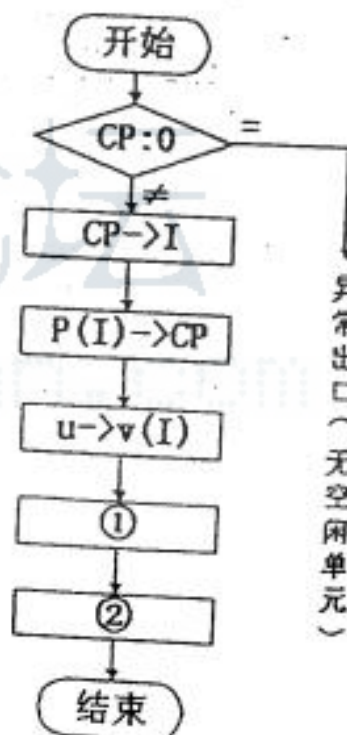 开始
CP:0
=
≠
CP->I
P(I)->CP
u->v(I)
①
②
结束
异常出口(无空闲单元)